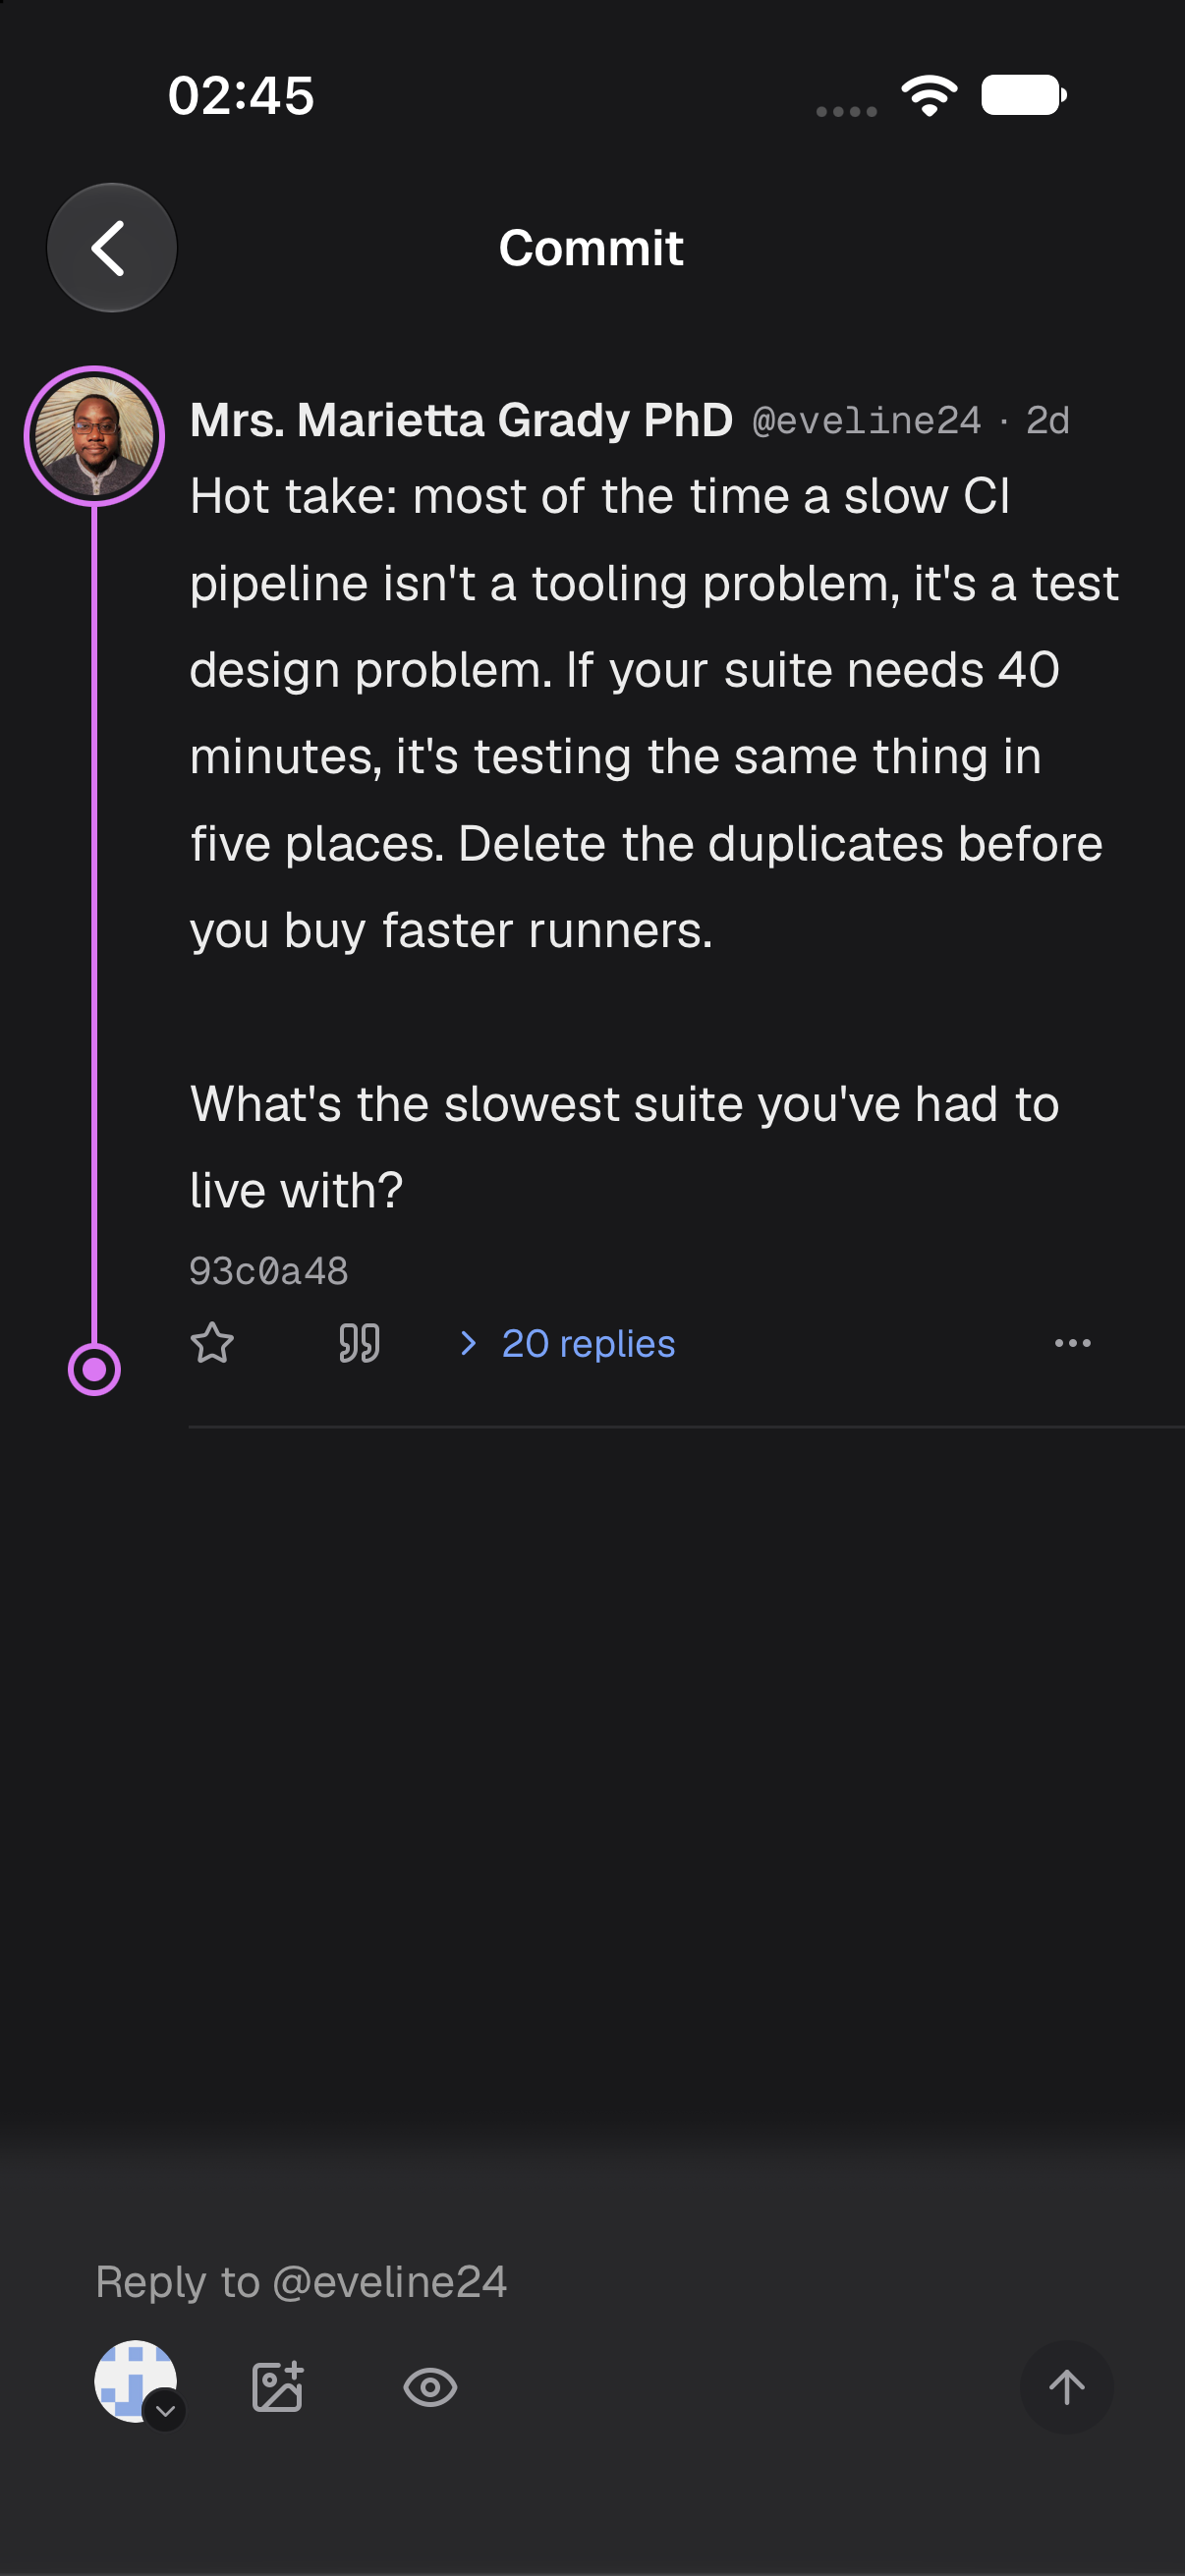 02:45
Commit
Mrs. Marietta Grady PhD @eveline24 · 2d
Hot take: most of the time a slow CI
pipeline isn't a tooling problem, it's a test
design problem. If your suite needs 40
minutes, it's testing the same thing in
five places. Delete the duplicates before
you buy faster runners.
What's the slowest suite you've had to
live with?
93c0a48
20 replies
Reply to @eveline24